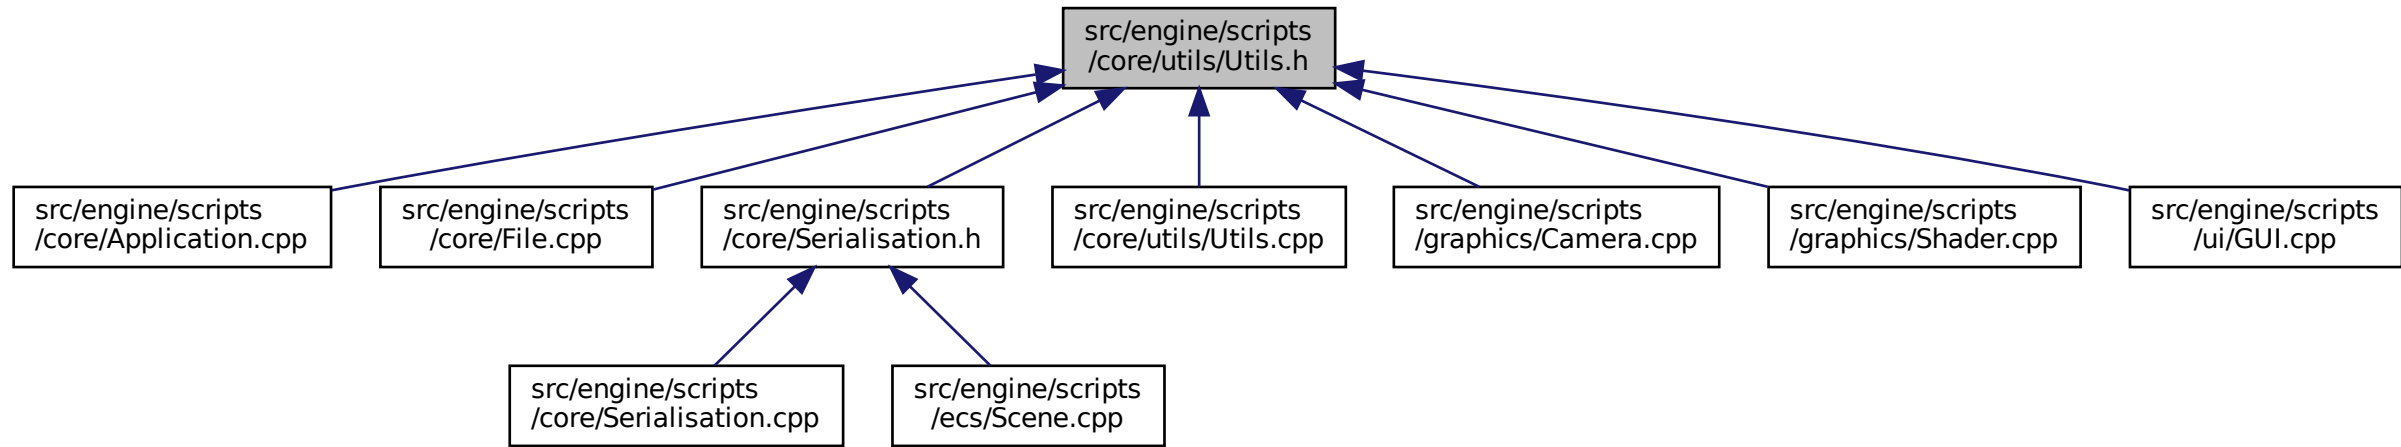 src/engine/scripts
/core/utils/Utils.h
src/engine/scripts
/core/Application.cpp
src/engine/scripts
/core/File.cpp
src/engine/scripts
/core/Serialisation.h
src/engine/scripts
/core/utils/Utils.cpp
src/engine/scripts
/graphics/Camera.cpp
src/engine/scripts
/graphics/Shader.cpp
src/engine/scripts
/ui/GUI.cpp
src/engine/scripts
/core/Serialisation.cpp
src/engine/scripts
/ecs/Scene.cpp